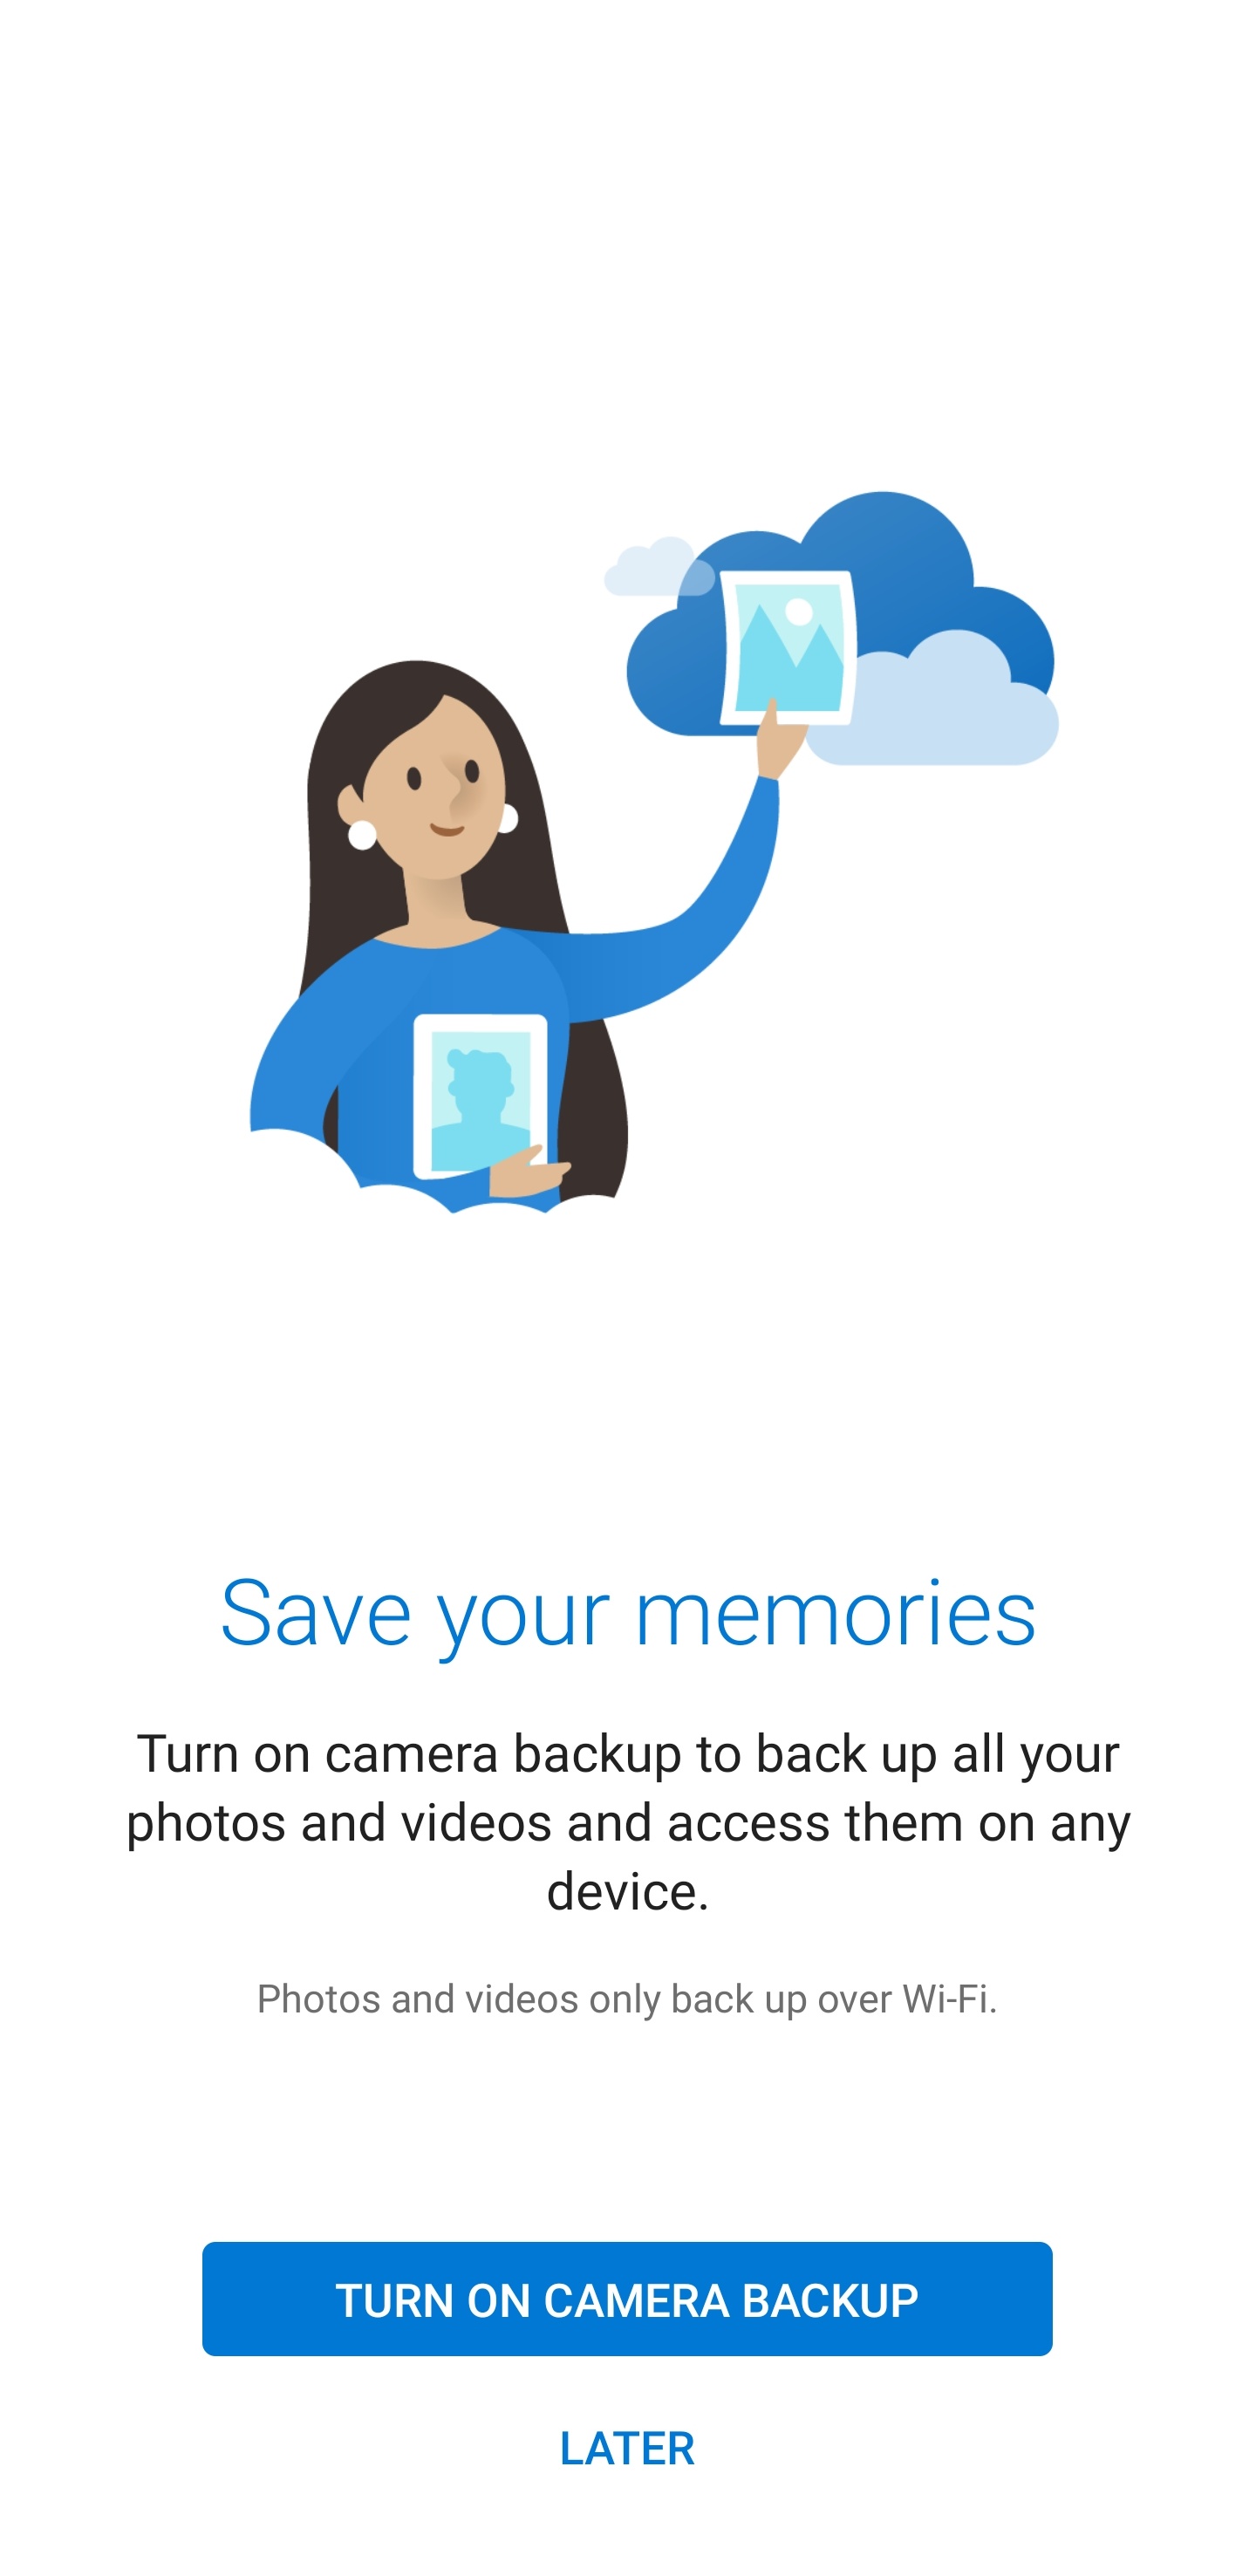 Save your memories
Turn on camera backup to back up all your
photos and videos and access them on any
device.
Photos and videos only back up over Wi-Fi.
TURN ON CAMERA BACKUP
LATER